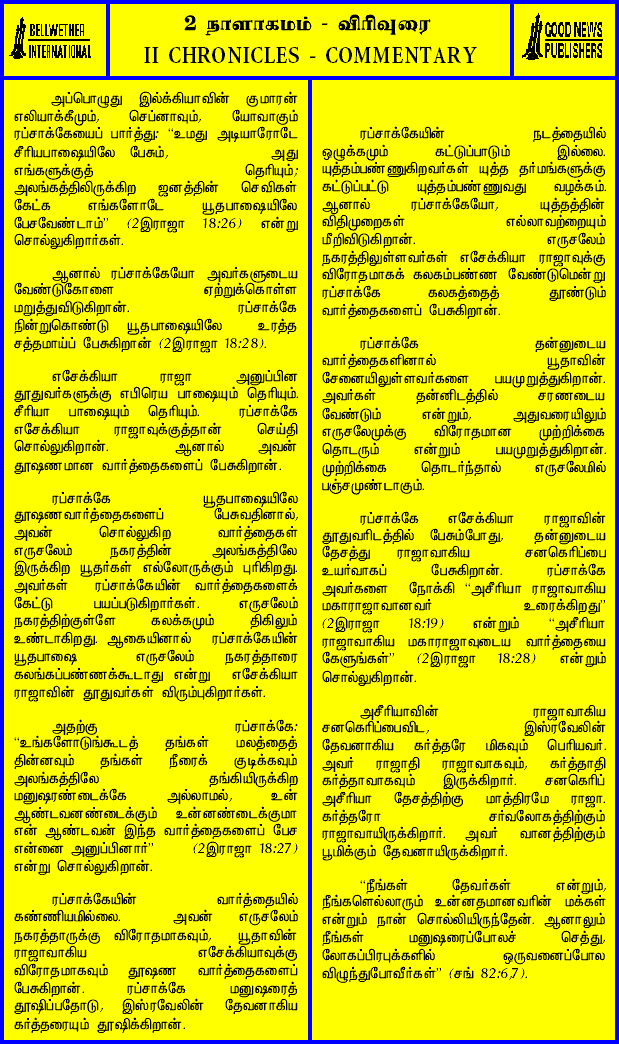 BELLWETHER
INTERNATIONAL
2 நாளாகமம் - விரிவுரை
II CHRONICLES - COMMENTARY
GOOD NEWS
PUBLISHERS
அப்பொழுது இல்க்கியாவின் குமாரன்
எலியாக்கீமும், செப்னாவும், யோவாகும்
ரப்சாக்கேயைப் பார்த்து: “உமது அடியாரோடே
சீரியபாஷையிலே பேசும், அது
எங்களுக்குத் தெரியும்;
அலங்கத்திலிருக்கிற ஜனத்தின் செவிகள்
கேட்க எங்களோடே யூதபாஷையிலே
பேசவேண்டாம்” (2இராஜா 18:26) என்று
சொல்லுகிறார்கள்.
ஆனால் ரப்சாக்கேயோ அவர்களுடைய
வேண்டுகோளை ஏற்றுக்கொள்ள
மறுத்துவிடுகிறான். ரப்சாக்கே
நின்றுகொண்டு யூதபாஷையிலே உரத்த
சத்தமாய்ப் பேசுகிறான் (2இராஜா 18:28).
எசேக்கியா ராஜா அனுப்பின
தூதுவர்களுக்கு எபிரெய பாஷையும் தெரியும்.
சீரியா பாஷையும் தெரியும். ரப்சாக்கே
எசேக்கியா ராஜாவுக்குத்தான் செய்தி
சொல்லுகிறான். ஆனால் அவன்
தூஷணமான வார்த்தைகளைப் பேசுகிறான்.
ரப்சாக்கே யூதபாஷையிலே
தூஷணவார்த்தைகளைப் பேசுவதினால்,
அவன் சொல்லுகிற வார்த்தைகள்
எருசலேம் நகரத்தின் அலங்கத்திலே
இருக்கிற யூதர்கள் எல்லோருக்கும் புரிகிறது.
அவர்கள் ரப்சாக்கேயின் வார்த்தைகளைக்
கேட்டு பயப்படுகிறார்கள். எருசலேம்
நகரத்திற்குள்ளே கலக்கமும் திகிலும்
உண்டாகிறது. ஆகையினால் ரப்சாக்கேயின்
யூதபாஷை எருசலேம் நகரத்தாரை
கலங்கப்பண்ணக்கூடாது என்று எசேக்கியா
ராஜாவின் தூதுவர்கள் விரும்புகிறார்கள்.
அதற்கு ரப்சாக்கே:
“உங்களோடுங்கூடத் தங்கள் மலத்தைத்
தின்னவும் தங்கள் நீரைக் குடிக்கவும்
அலங்கத்திலே தங்கியிருக்கிற
மனுஷரண்டைக்கே அல்லாமல், உன்
ஆண்டவனண்டைக்கும் உன்னண்டைக்குமா
என் ஆண்டவன் இந்த வார்த்தைகளைப் பேச
என்னை அனுப்பினார்” (2இராஜா 18:27)
என்று சொல்லுகிறான்.
ரப்சாக்கேயின் வார்த்தையில்
கண்ணியமில்லை. அவன் எருசலேம்
நகரத்தாருக்கு விரோதமாகவும், யூதாவின்
ராஜாவாகிய எசேக்கியாவுக்கு
விரோதமாகவும் தூஷண வார்த்தைகளைப்
பேசுகிறான். ரப்சாக்கே மனுஷரைத்
தூஷிப்பதோடு, இஸ்ரவேலின் தேவனாகிய
கர்த்தரையும் தூஷிக்கிறான்.
ரப்சாக்கேயின் நடத்தையில்
ஒழுக்கமும் கட்டுப்பாடும் இல்லை.
யுத்தம்பண்ணுகிறவர்கள் யுத்த தர்மங்களுக்கு
கட்டுப்பட்டு யுத்தம்பண்ணுவது வழக்கம்.
ஆனால் ரப்சாக்கேயோ, யுத்தத்தின்
விதிமுறைகள் எல்லாவற்றையும்
மீறிவிடுகிறான். எருசலேம்
நகரத்திலுள்ளவர்கள் எசேக்கியா ராஜாவுக்கு
விரோதமாகக் கலகம்பண்ண வேண்டுமென்று
ரப்சாக்கே கலகத்தைத் தூண்டும்
வார்த்தைகளைப் பேசுகிறான்.
ரப்சாக்கே தன்னுடைய
வார்த்தைகளினால் யூதாவின்
சேனையிலுள்ளவர்களை பயமுறுத்துகிறான்.
அவர்கள் தன்னிடத்தில் சரணடைய
வேண்டும் என்றும், அதுவரையிலும்
எருசலேமுக்கு விரோதமான முற்றிக்கை
தொடரும் என்றும் பயமுறுத்துகிறான்.
முற்றிக்கை தொடர்ந்தால் எருசலேமில்
பஞ்சமுண்டாகும்.
ரப்சாக்கே எசேக்கியா ராஜாவின்
தூதுவரிடத்தில் பேசும்போது, தன்னுடைய
தேசத்து ராஜாவாகிய சனகெரிப்பை
உயர்வாகப் பேசுகிறான். ரப்சாக்கே
அவர்களை நோக்கி “அசீரியா ராஜாவாகிய
மகாராஜாவானவர் உரைக்கிறது”
(2இராஜா 18:19) என்றும் “அசீரியா
ராஜாவாகிய மகாராஜாவுடைய வார்த்தையை
கேளுங்கள்” (2இராஜா 18:28) என்றும்
சொல்லுகிறான்.
அசீரியாவின் ராஜாவாகிய
சனகெரிப்பைவிட, இஸ்ரவேலின்
தேவனாகிய கர்த்தரே மிகவும் பெரியவர்.
அவர் ராஜாதி ராஜாவாகவும், கர்த்தாதி
கர்த்தாவாகவும் இருக்கிறார். சனகெரிப்
அசீரியா தேசத்திற்கு மாத்திரமே ராஜா.
கர்த்தரோ சர்வலோகத்திற்கும்
ராஜாவாயிருக்கிறார். அவர் வானத்திற்கும்
பூமிக்கும் தேவனாயிருக்கிறார்.
“நீங்கள் தேவர்கள் என்றும்,
நீங்களெல்லாரும் உன்னதமானவரின் மக்கள்
என்றும் நான் சொல்லியிருந்தேன். ஆனாலும்
நீங்கள் மனுஷரைப்போலச் செத்து,
லோகப்பிரபுக்களில் ஒருவனைப்போல
விழுந்துபோவீர்கள்” (சங் 82:6,7).